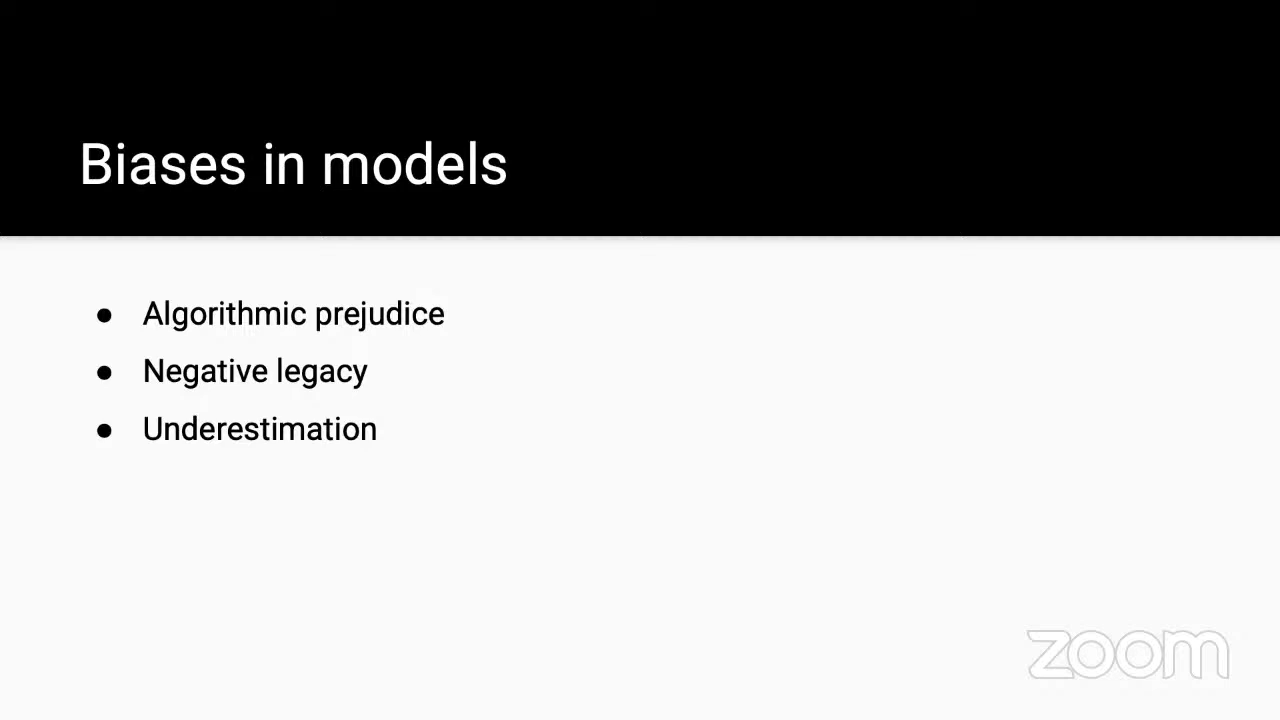 Biases in models
● Algorithmic prejudice
● Negative legacy
● Underestimation
zoom